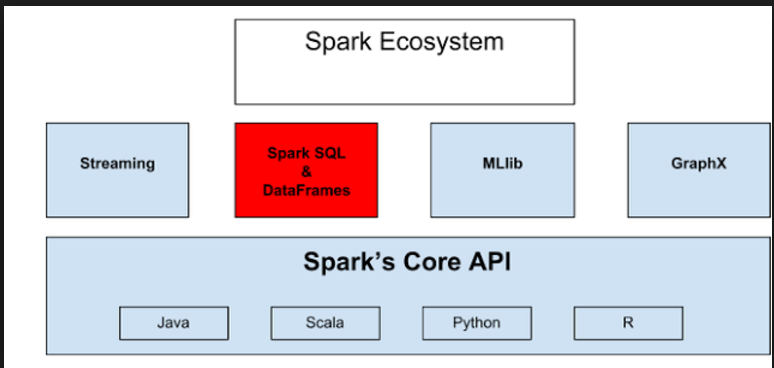 Spark Ecosystem
Streaming
Spark SQL
&
DataFrames
MLlib
GraphX
Spark's Core API
Java
Scala
Python
R